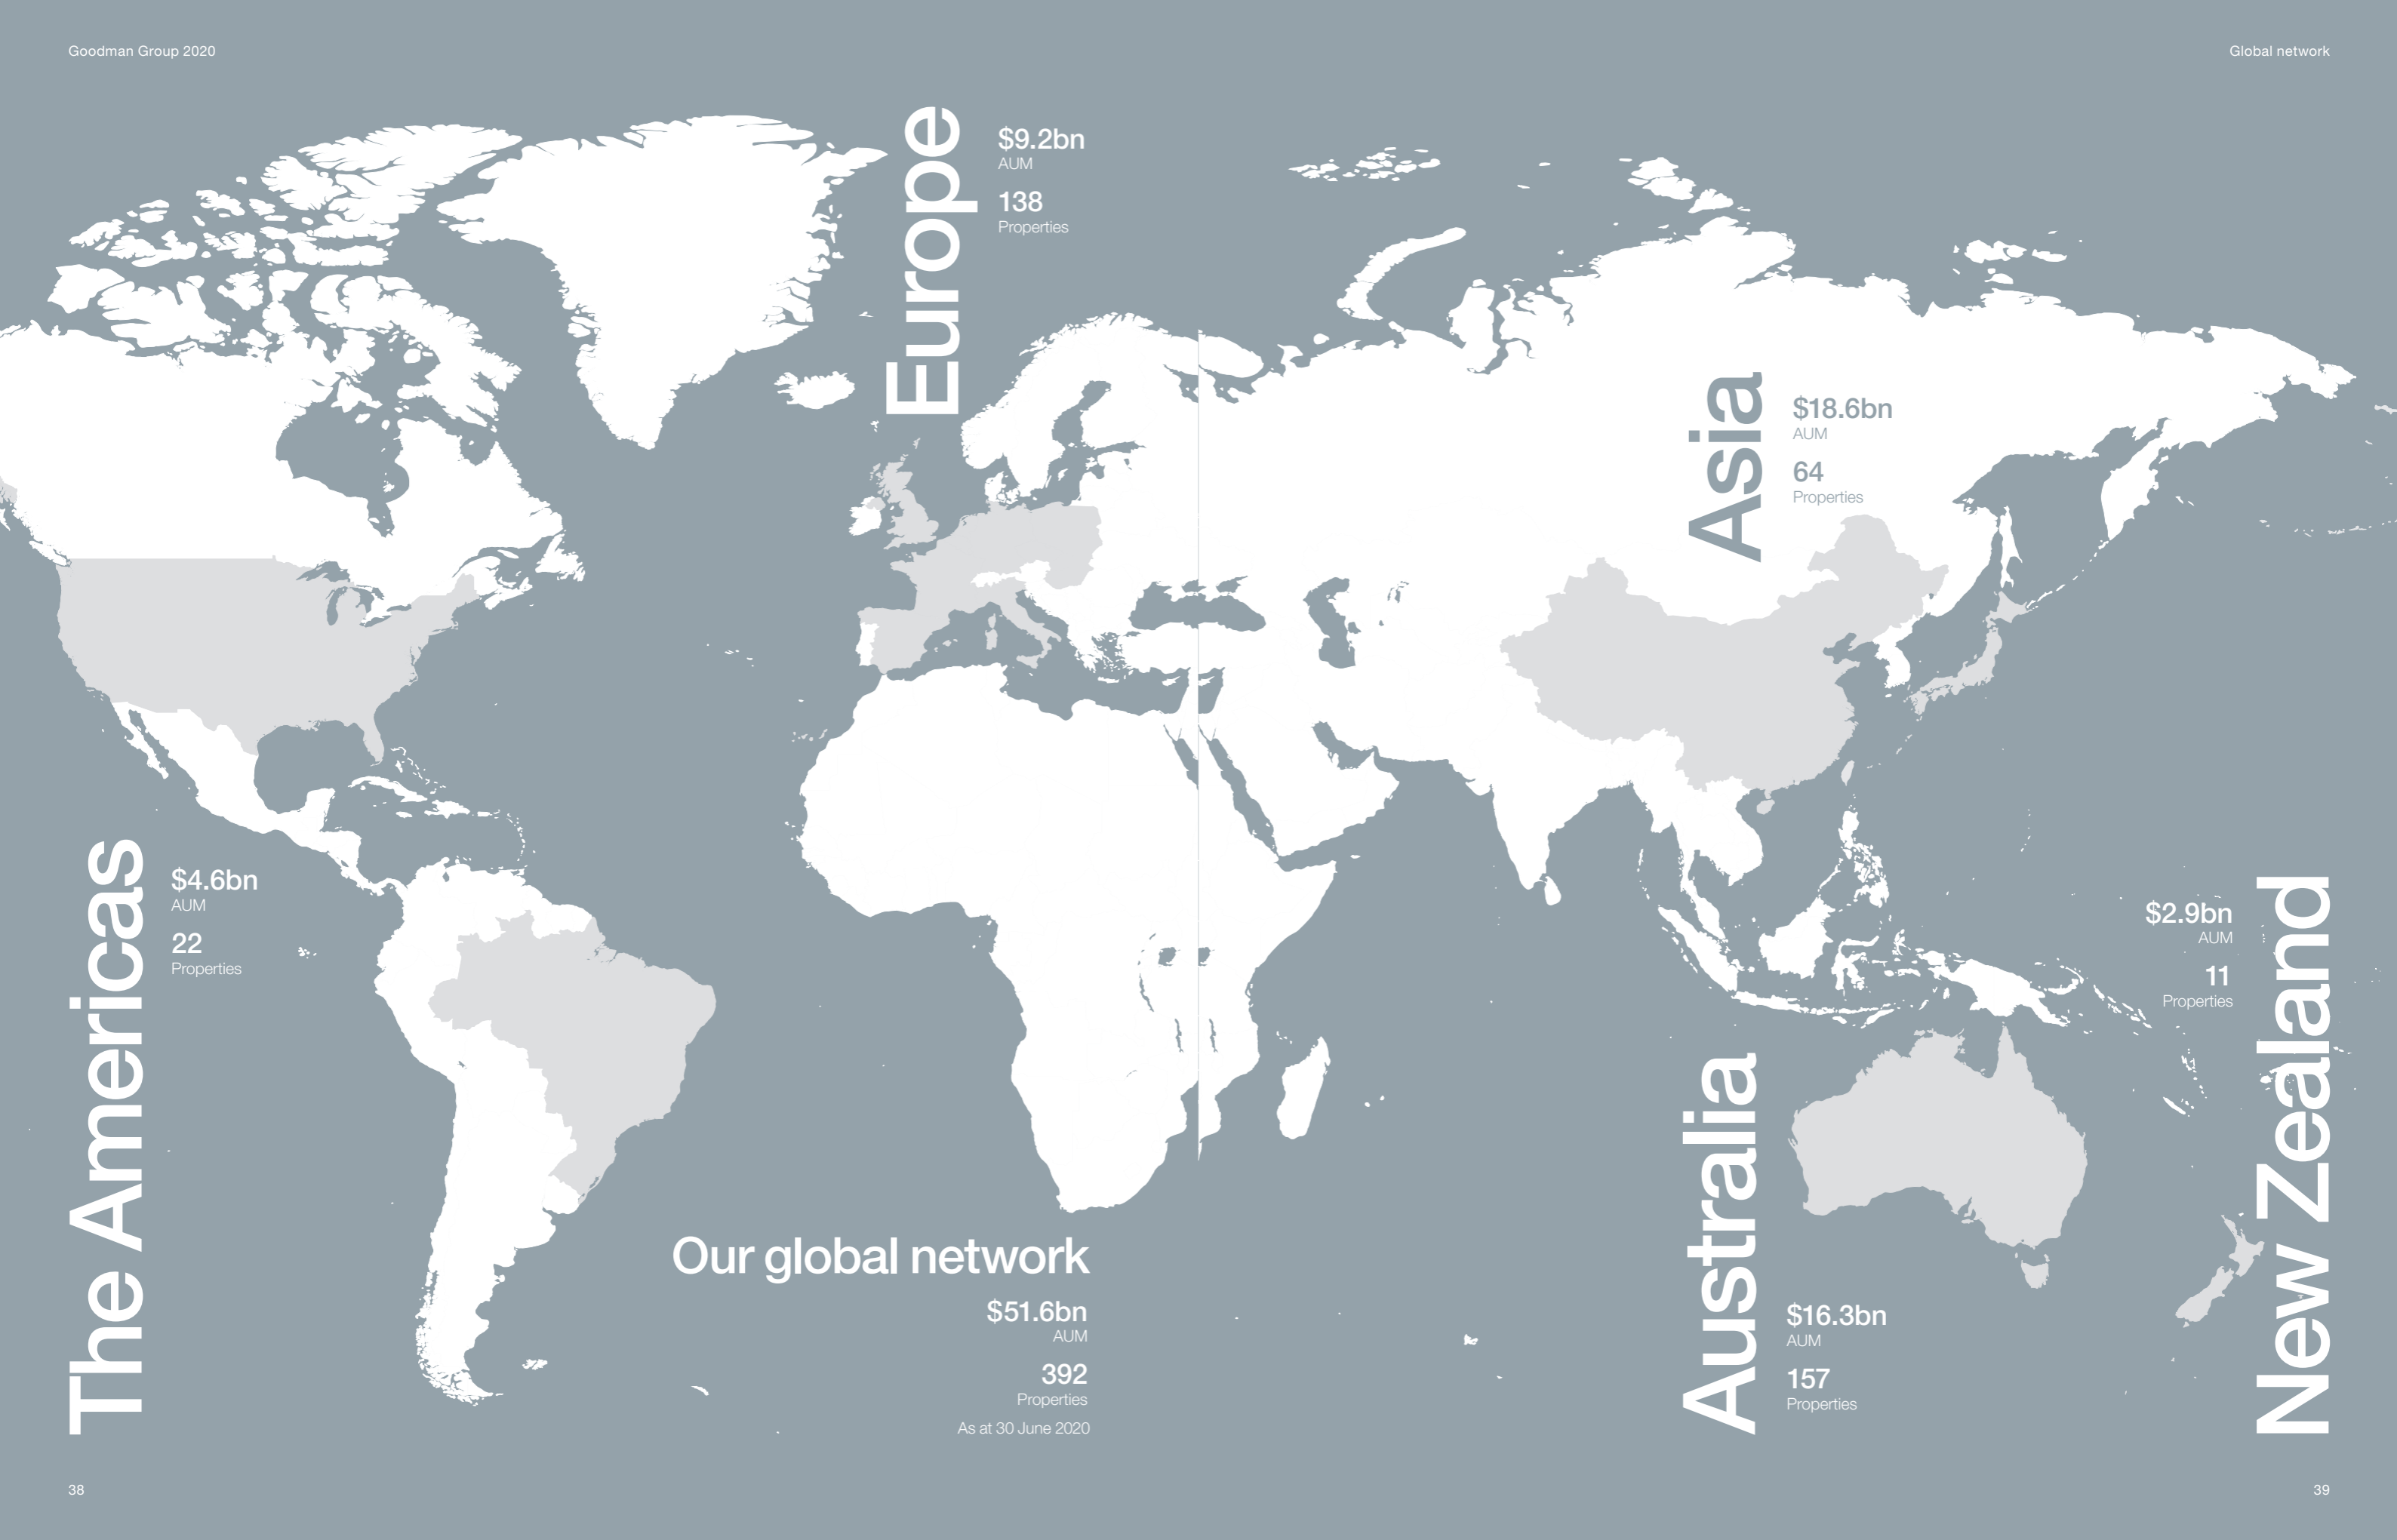 Goodman Group 2020
Global network
Europe
$9.2bn
AUM
138
Properties
Asia
$18.6bn
AUM
64
Properties
The Americas
$4.6bn
AUM
22
Properties
New Zealand
$2.9bn
AUM
11
Properties
Our global network
$51.6bn
AUM
392
Properties
As at 30 June 2020
Australia
$16.3bn
AUM
157
Properties
38
39